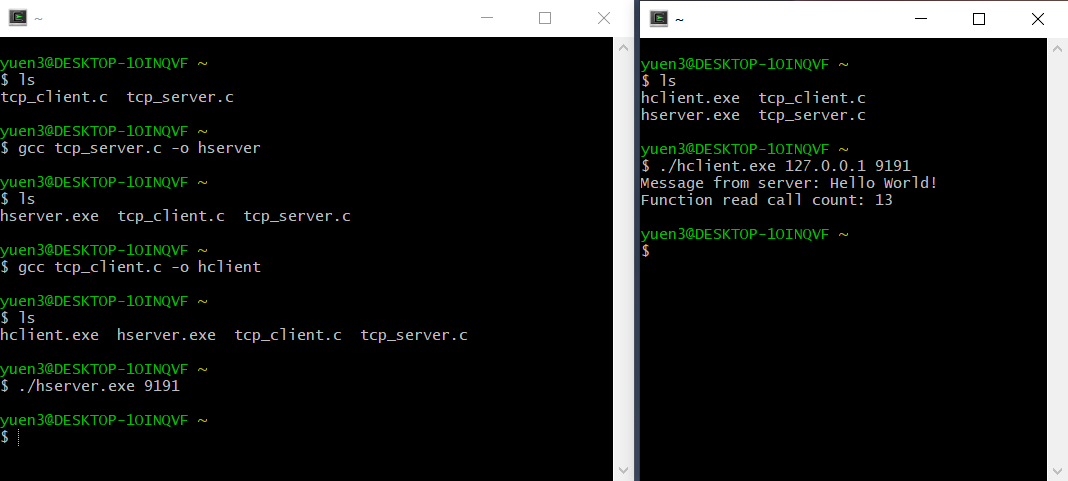 ~
yuen3@DESKTOP-1OINQVF ~
$ ls
tcp_client.c  tcp_server.c
yuen3@DESKTOP-1OINQVF ~
$ gcc tcp_server.c -o hserver
yuen3@DESKTOP-1OINQVF ~
$ ls
hserver.exe  tcp_client.c  tcp_server.c
yuen3@DESKTOP-1OINQVF ~
$ gcc tcp_client.c -o hclient
yuen3@DESKTOP-1OINQVF ~
$ ls
hclient.exe  hserver.exe  tcp_client.c  tcp_server.c
yuen3@DESKTOP-1OINQVF ~
$ ./hserver.exe 9191
yuen3@DESKTOP-1OINQVF ~
$
~
yuen3@DESKTOP-1OINQVF ~
$ ls
hclient.exe  tcp_client.c
hserver.exe  tcp_server.c
yuen3@DESKTOP-1OINQVF ~
$ ./hclient.exe 127.0.0.1 9191
Message from server: Hello World!
Function read call count: 13
yuen3@DESKTOP-1OINQVF ~
$